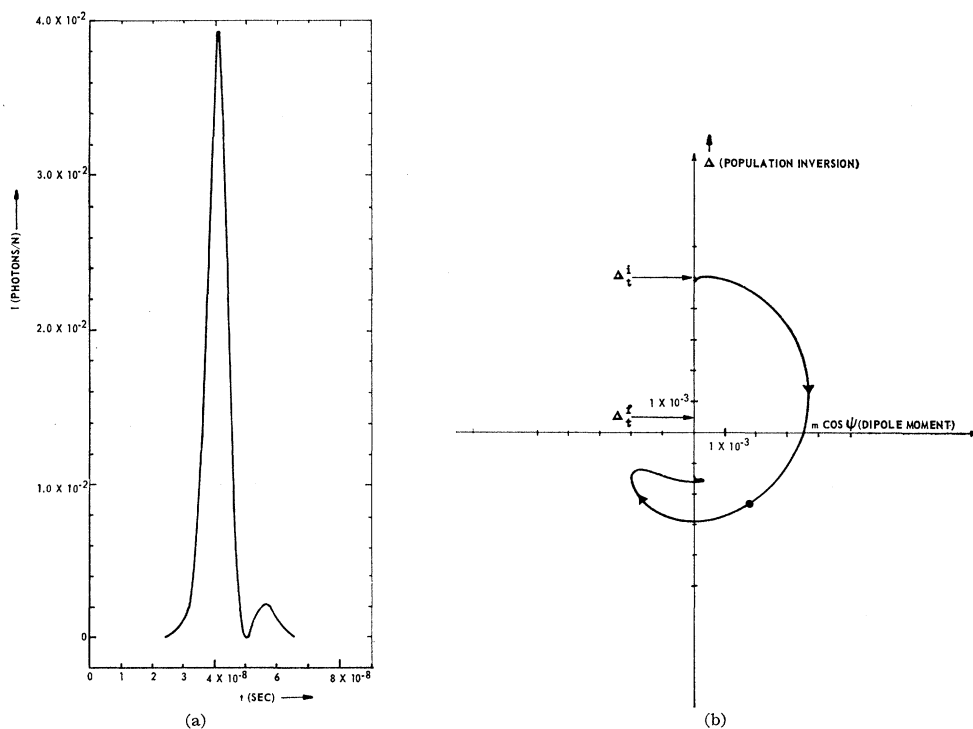 4.0 X 10⁻²
3.0 X 10⁻²
2.0 X 10⁻²
1.0 X 10⁻²
0
I (PHOTONS/N)
0 1 2 3 4 X 10⁻⁸ 6 8 X 10⁻⁸
t (SEC)
(a)
Δ (POPULATION INVERSION)
Δ i t
Δ f t
1 X 10⁻³
m COS ψ (DIPOLE MOMENT)
1 X 10⁻³
(b)